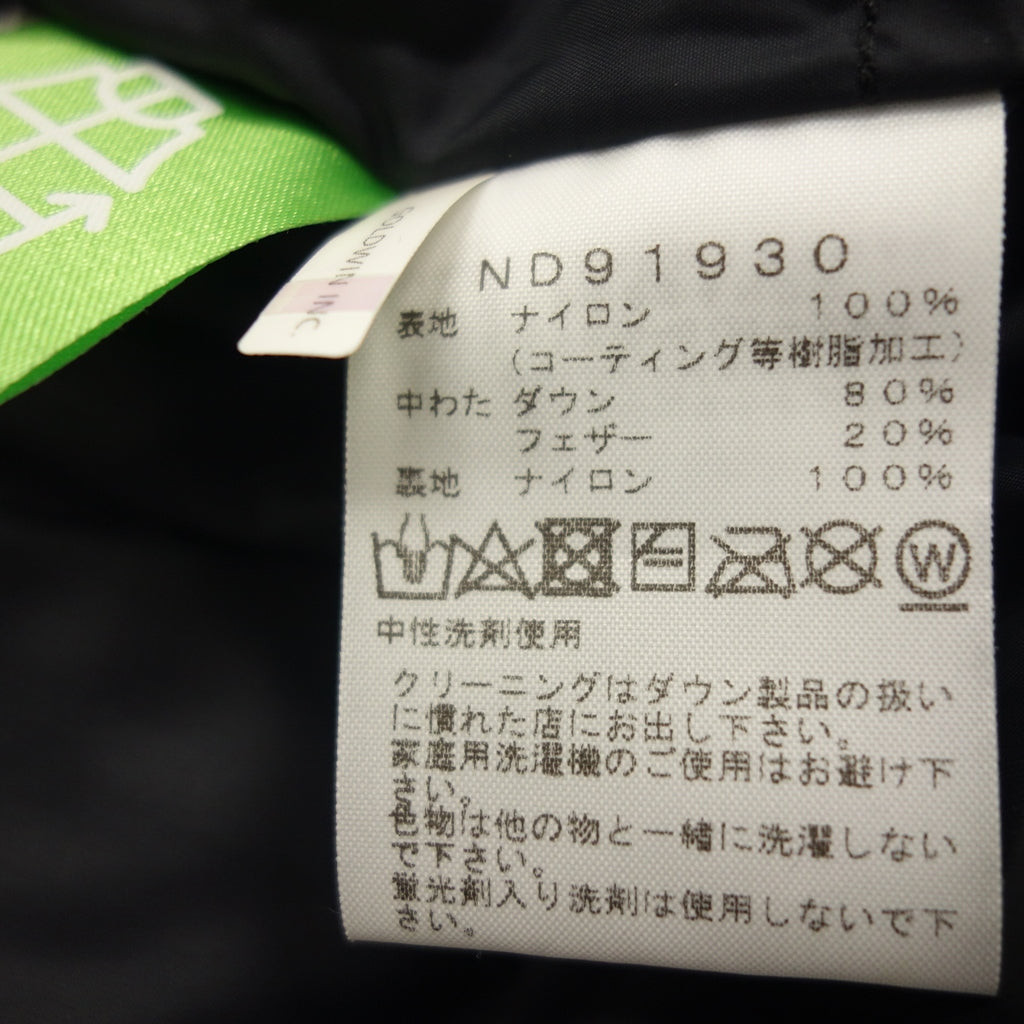 GOLDWIN INC.
ND91930
表地 ナイロン 100%
(コーティング等樹脂加工)
中わた ダウン 80%
フェザー 20%
裏地 ナイロン 100%
W
中性洗剤使用
クリーニングはダウン製品の扱い
に慣れた店にお出し下さい。
家庭用洗濯機のご使用はお避け下
さい。
色物は他の物と一緒に洗濯しない
で下さい。
蛍光剤入り洗剤は使用しないで下
さい。